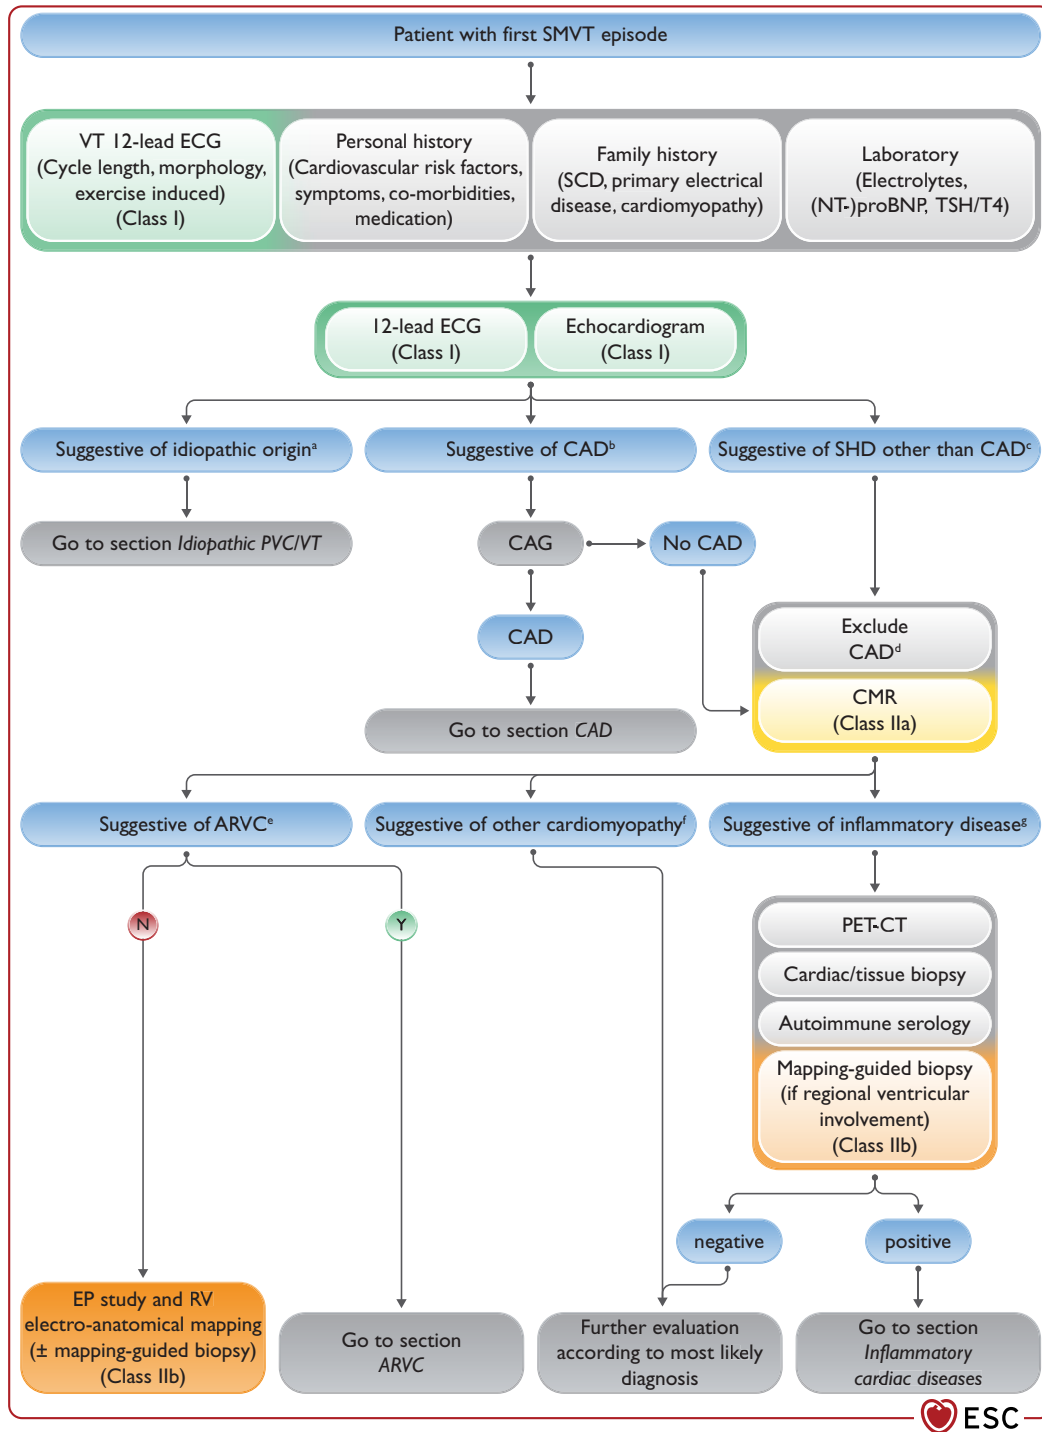 Patient with first SMVT episode
VT 12-lead ECG
(Cycle length, morphology,
exercise induced)
(Class I)
Personal history
(Cardiovascular risk factors,
symptoms, co-morbidities,
medication)
Family history
(SCD, primary electrical
disease, cardiomyopathy)
Laboratory
(Electrolytes,
(NT-)proBNP, TSH/T4)
12-lead ECG
(Class I)
Echocardiogram
(Class I)
Suggestive of idiopathic originᵃ
Suggestive of CADᵇ
Suggestive of SHD other than CADᶜ
Go to section Idiopathic PVC/VT
CAG
No CAD
CAD
Go to section CAD
Exclude
CADᵈ
CMR
(Class IIa)
Suggestive of ARVCᵉ
Suggestive of other cardiomyopathyᶠ
Suggestive of inflammatory diseaseᵍ
N
Y
PET-CT
Cardiac/tissue biopsy
Autoimmune serology
Mapping-guided biopsy
(if regional ventricular
involvement)
(Class IIb)
negative
positive
EP study and RV
electro-anatomical mapping
(± mapping-guided biopsy)
(Class IIb)
Go to section
ARVC
Further evaluation
according to most likely
diagnosis
Go to section
Inflammatory
cardiac diseases
ESC